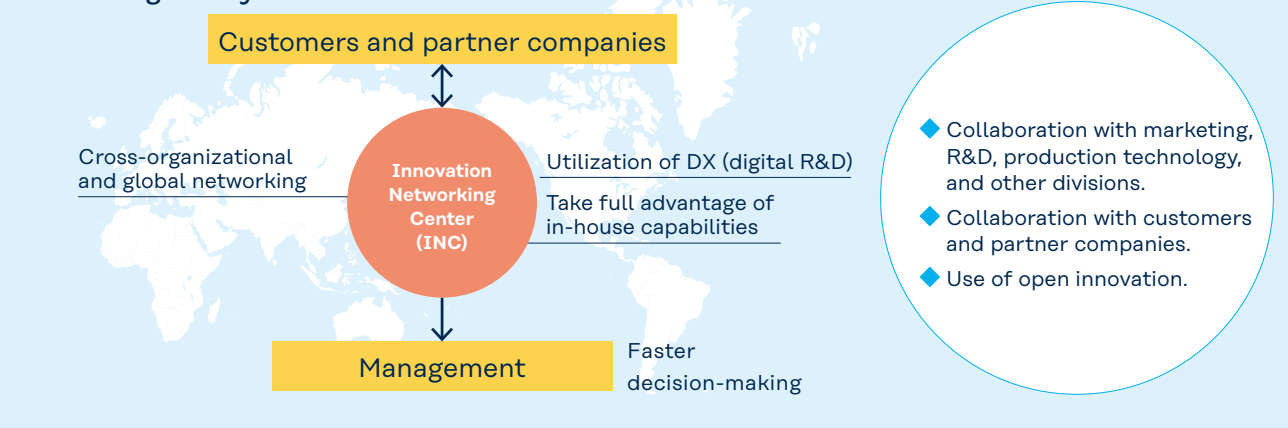 Customers and partner companies
Cross-organizational
and global networking
Innovation
Networking
Center
(INC)
Utilization of DX (digital R&D)
Take full advantage of
in-house capabilities
Management
Faster
decision-making
◆ Collaboration with marketing,
R&D, production technology,
and other divisions.
◆ Collaboration with customers
and partner companies.
◆ Use of open innovation.